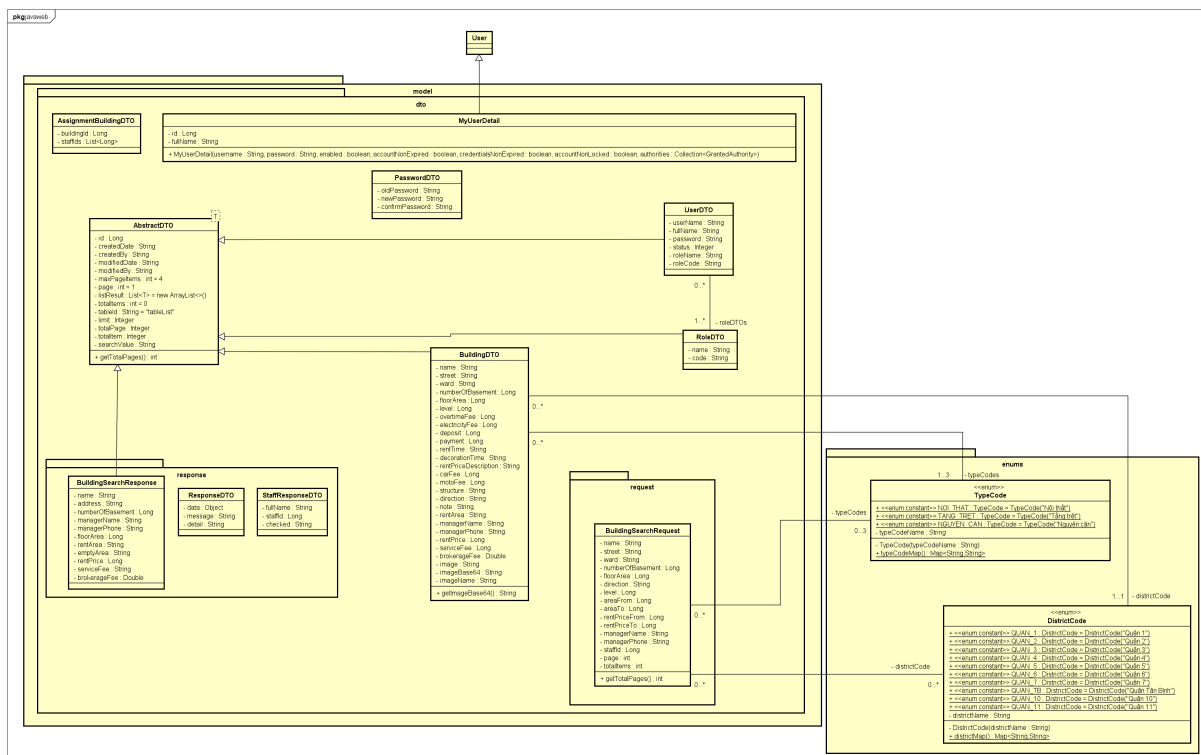 pkg javaweb
User
model
dto
AssignmentBuildingDTO
- buildingId : Long
- staffIds : List<Long>
MyUserDetail
- id : Long
- fullName : String
+ MyUserDetail(username : String, password : String, enabled : boolean, accountNonExpired : boolean, credentialsNonExpired : boolean, accountNonLocked : boolean, authorities : Collection<GrantedAuthority>)
PasswordDTO
- oldPassword : String
- newPassword : String
- confirmPassword : String
T
AbstractDTO
- id : Long
- createdDate : String
- createdBy : String
- modifiedDate : String
- modifiedBy : String
- maxPageItems : int = 4
- page : int = 1
- listResult : List<T> = new ArrayList<>()
- totalItems : int = 0
- tableId : String = "tableList"
- limit : Integer
- totalPage : Integer
- totalItem : Integer
- searchValue : String
+ getTotalPages() : int
UserDTO
- userName : String
- fullName : String
- password : String
- status : Integer
- roleName : String
- roleCode : String
0..*
1..*
- roleDTOs
RoleDTO
- name : String
- code : String
BuildingDTO
- name : String
- street : String
- ward : String
- numberOfBasement : Long
- floorArea : Long
- level : Long
- overtimeFee : Long
- electricityFee : Long
- deposit : Long
- payment : Long
- rentTime : String
- decorationTime : String
- rentPriceDescription : String
- carFee : Long
- motoFee : Long
- structure : String
- direction : String
- note : String
- rentArea : String
- managerName : String
- managerPhone : String
- rentPrice : Long
- serviceFee : Long
- brokerageFee : Double
- image : String
- imageBase64 : String
- imageName : String
+ getImageBase64() : String
0..*
0..*
response
BuildingSearchResponse
- name : String
- address : String
- numberOfBasement : Long
- managerName : String
- managerPhone : String
- floorArea : Long
- rentArea : String
- emptyArea : String
- rentPrice : Long
- serviceFee : String
- brokerageFee : Double
ResponseDTO
- data : Object
- message : String
- detail : String
StaffResponseDTO
- fullName : String
- staffId : Long
- checked : String
request
BuildingSearchRequest
- name : String
- street : String
- ward : String
- numberOfBasement : Long
- floorArea : Long
- direction : String
- level : Long
- areaFrom : Long
- areaTo : Long
- rentPriceFrom : Long
- rentPriceTo : Long
- managerName : String
- managerPhone : String
- staffId : Long
- page : int
- totalItems : int
+ getTotalPages() : int
0..*
0..*
enums
1..3
- typeCodes
- typeCodes
0..3
<<enum>>
TypeCode
+ <<enum constant>> NOI_THAT : TypeCode = TypeCode("Nội thất")
+ <<enum constant>> TANG_TRET : TypeCode = TypeCode("Tầng trệt")
+ <<enum constant>> NGUYEN_CAN : TypeCode = TypeCode("Nguyên căn")
- typeCodeName : String
- TypeCode(typeCodeName : String)
+ typeCodeMap() : Map<String,String>
1..1
- districtCode
- districtCode
0..*
<<enum>>
DistrictCode
+ <<enum constant>> QUAN_1 : DistrictCode = DistrictCode("Quận 1")
+ <<enum constant>> QUAN_2 : DistrictCode = DistrictCode("Quận 2")
+ <<enum constant>> QUAN_3 : DistrictCode = DistrictCode("Quận 3")
+ <<enum constant>> QUAN_4 : DistrictCode = DistrictCode("Quận 4")
+ <<enum constant>> QUAN_5 : DistrictCode = DistrictCode("Quận 5")
+ <<enum constant>> QUAN_6 : DistrictCode = DistrictCode("Quận 6")
+ <<enum constant>> QUAN_7 : DistrictCode = DistrictCode("Quận 7")
+ <<enum constant>> QUAN_TB : DistrictCode = DistrictCode("Quận Tân Bình")
+ <<enum constant>> QUAN_10 : DistrictCode = DistrictCode("Quận 10")
+ <<enum constant>> QUAN_11 : DistrictCode = DistrictCode("Quận 11")
- districtName : String
- DistrictCode(districtName : String)
+ districtMap() : Map<String,String>